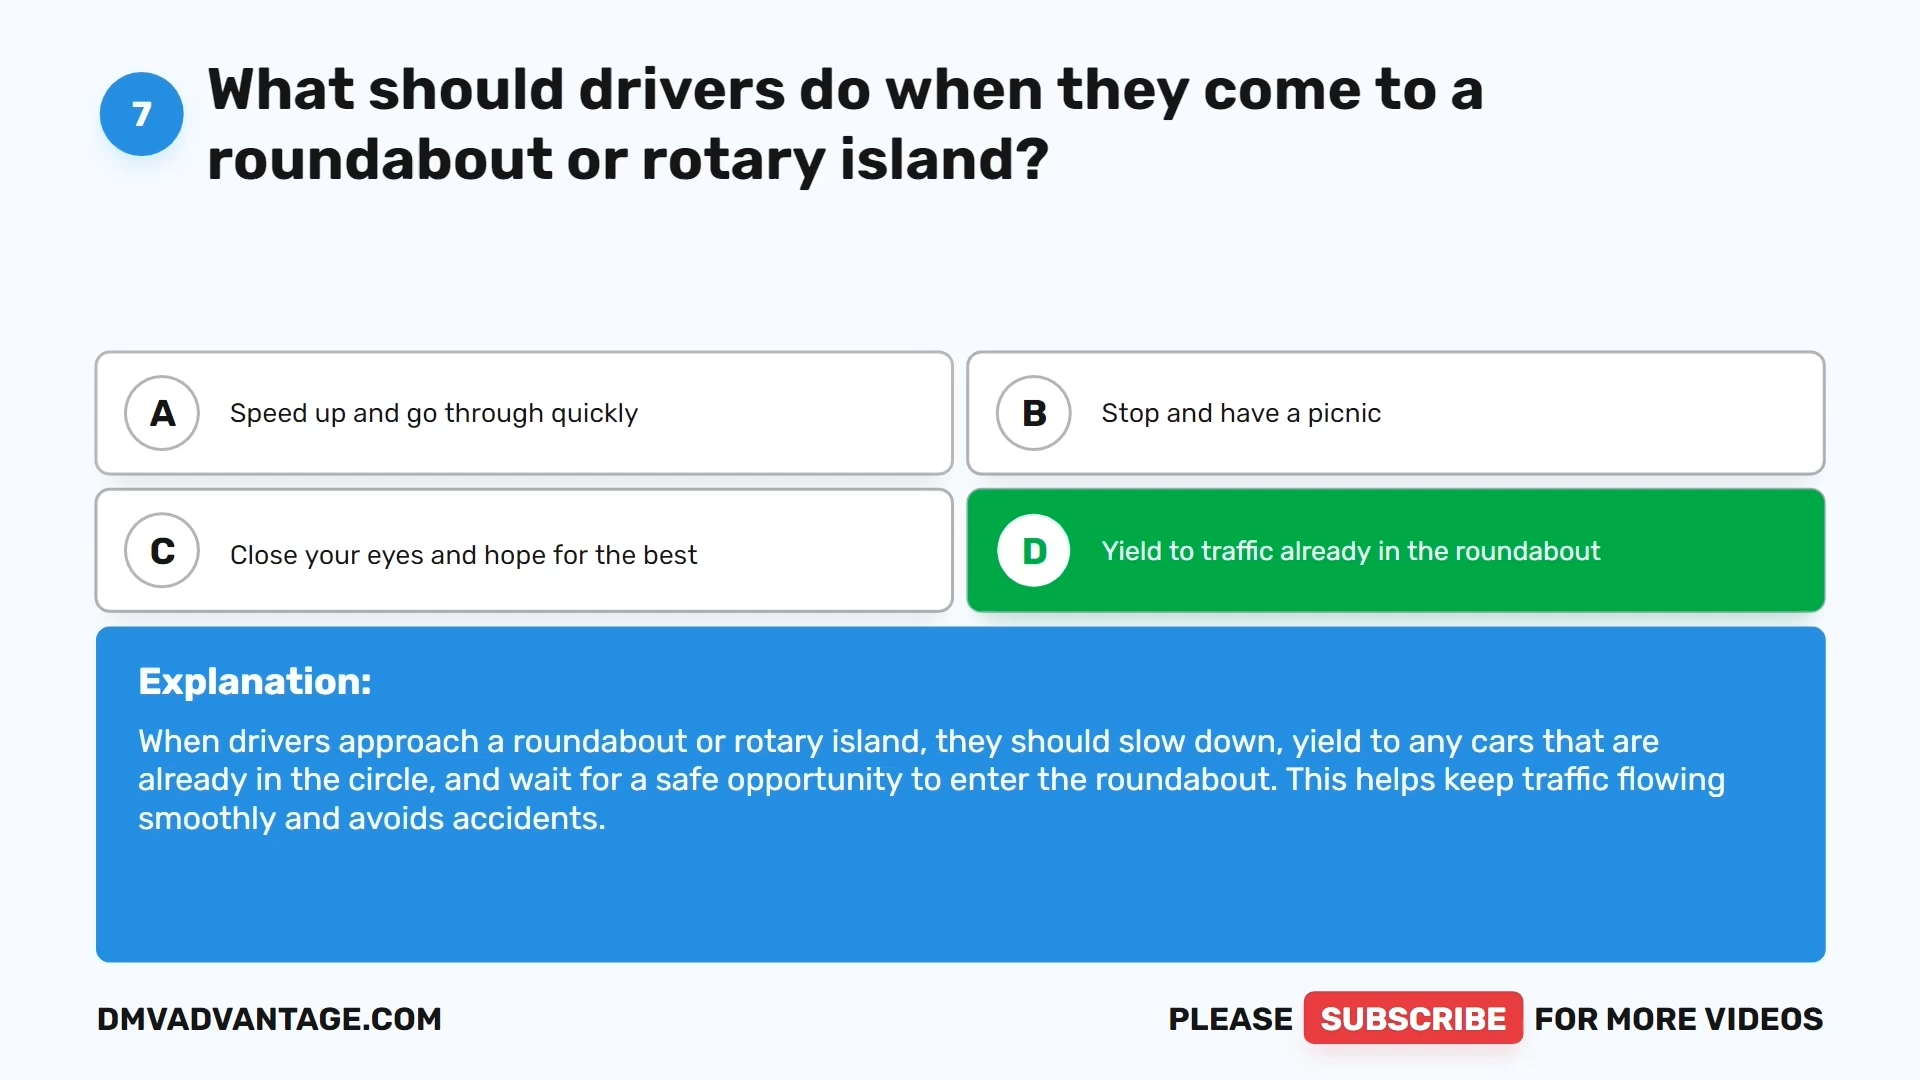 7
What should drivers do when they come to a
roundabout or rotary island?
A
Speed up and go through quickly
B
Stop and have a picnic
C
Close your eyes and hope for the best
D
Yield to traffic already in the roundabout
Explanation:
When drivers approach a roundabout or rotary island, they should slow down, yield to any cars that are
already in the circle, and wait for a safe opportunity to enter the roundabout. This helps keep traffic flowing
smoothly and avoids accidents.
DMVADVANTAGE.COM
PLEASE SUBSCRIBE FOR MORE VIDEOS